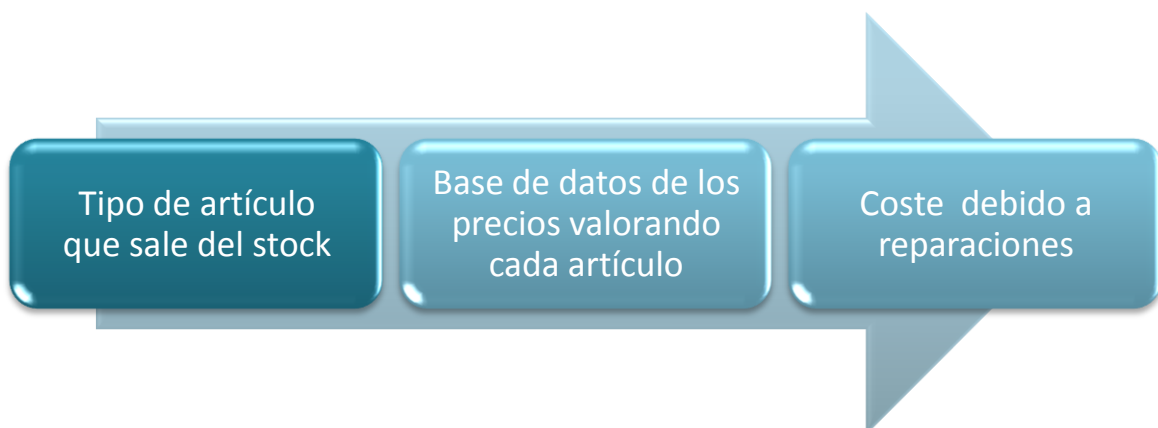 Tipo de artículo
que sale del stock
Base de datos de los
precios valorando
cada artículo
Coste debido a
reparaciones